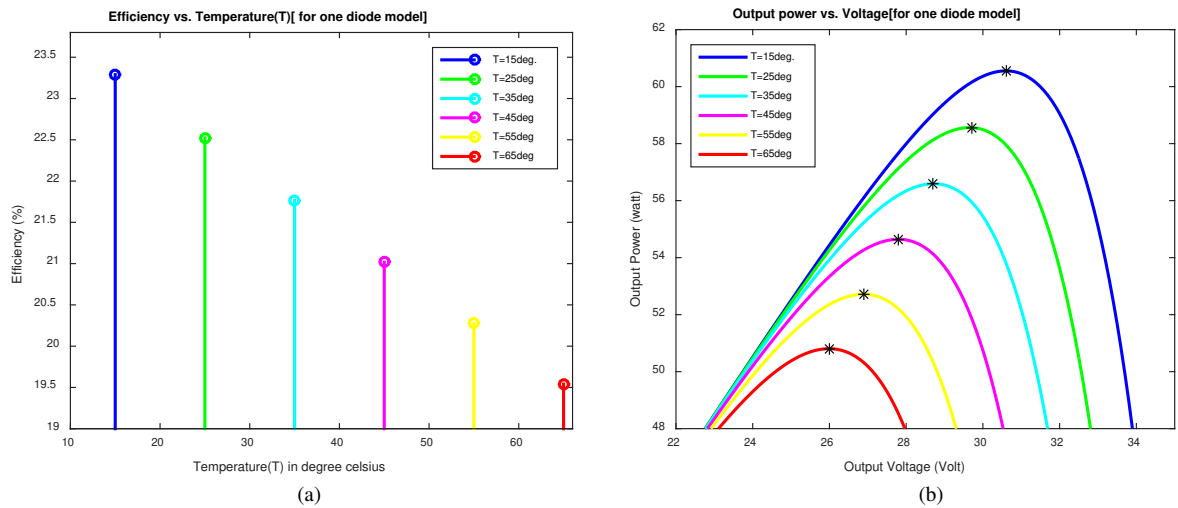 Efficiency vs. Temperature(T)[ for one diode model]
23.5
23
22.5
22
21.5
21
20.5
20
19.5
19
Efficiency (%)
T=15deg.
T=25deg
T=35deg
T=45deg
T=55deg
T=65deg
10
20
30
40
50
60
Temperature(T) in degree celsius
(a)
Output power vs. Voltage[for one diode model]
62
60
58
56
54
52
50
48
Output Power (watt)
T=15deg.
T=25deg
T=35deg
T=45deg
T=55deg
T=65deg
22
24
26
28
30
32
34
Output Voltage (Volt)
(b)